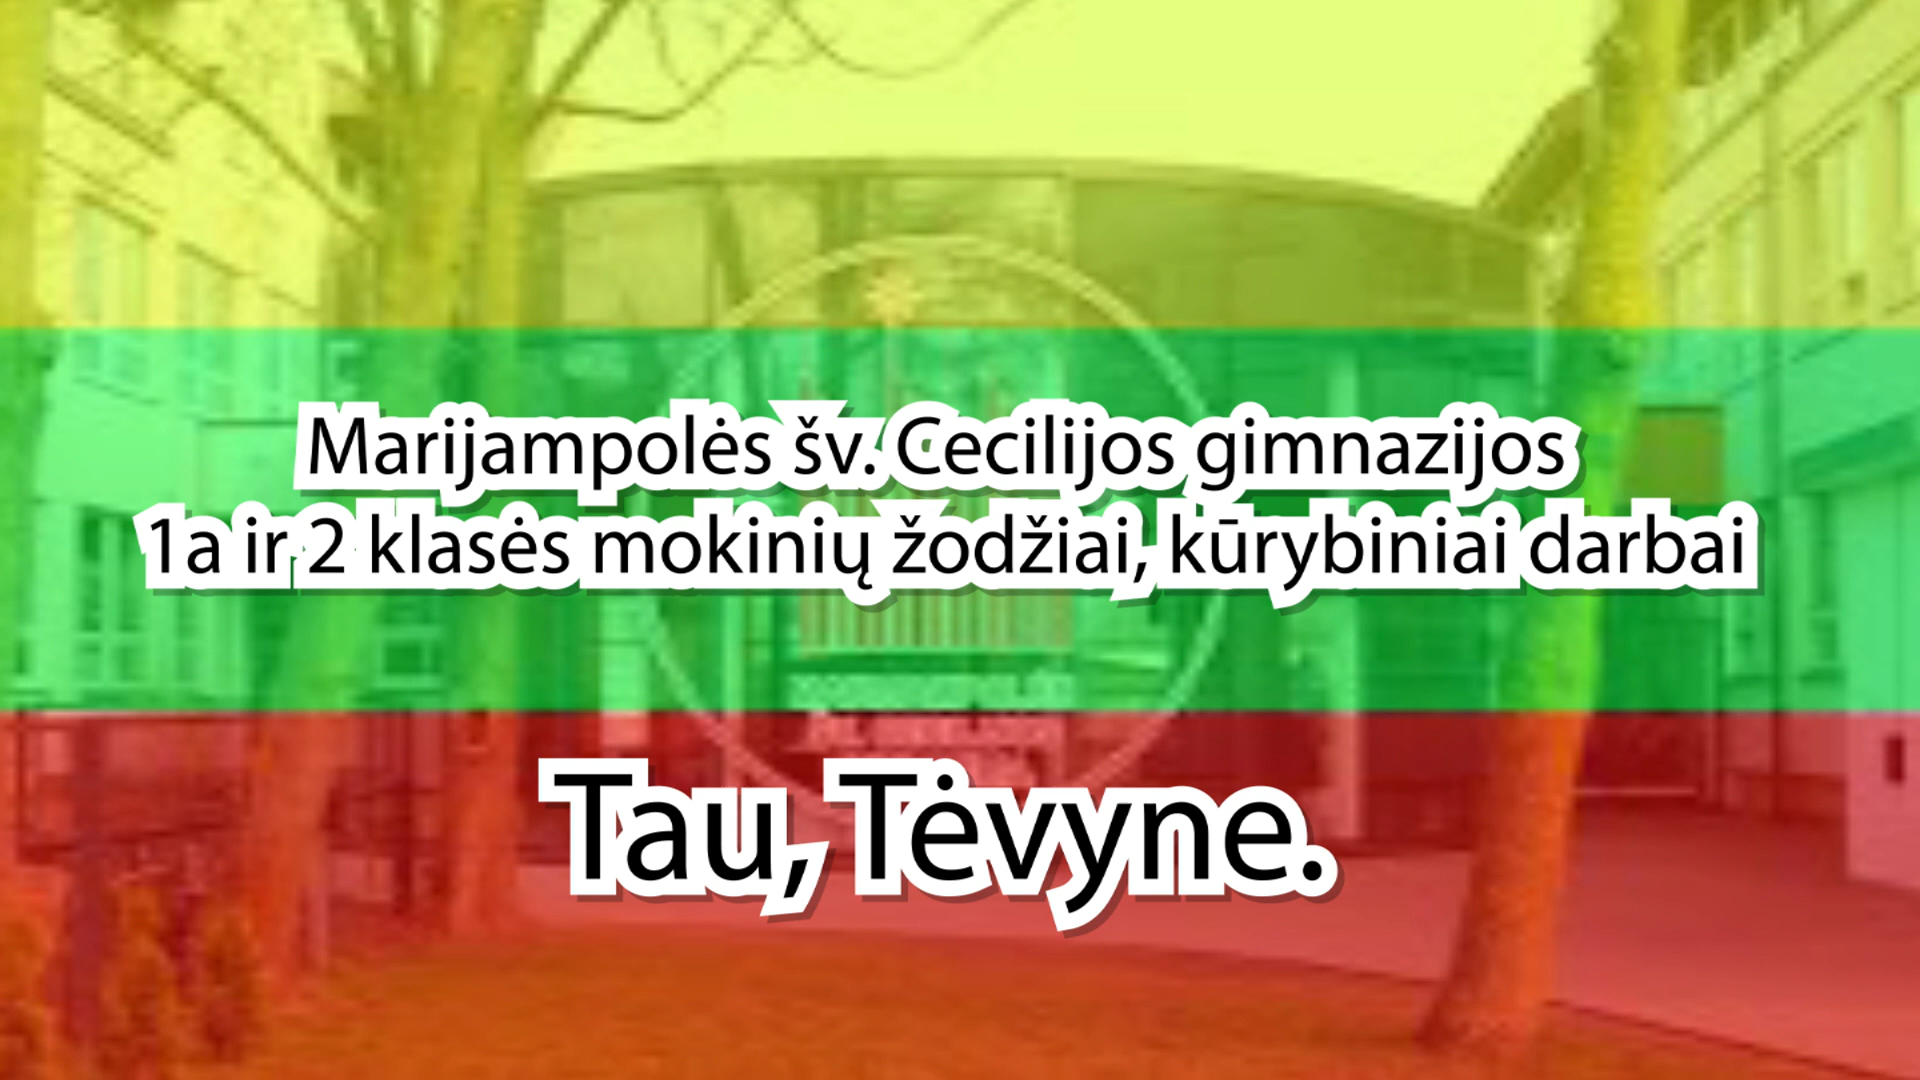 Marijampolės šv. Cecilijos gimnazijos
1a ir 2 klasės mokinių žodžiai, kūrybiniai darbai
Tau, Tėvyne.